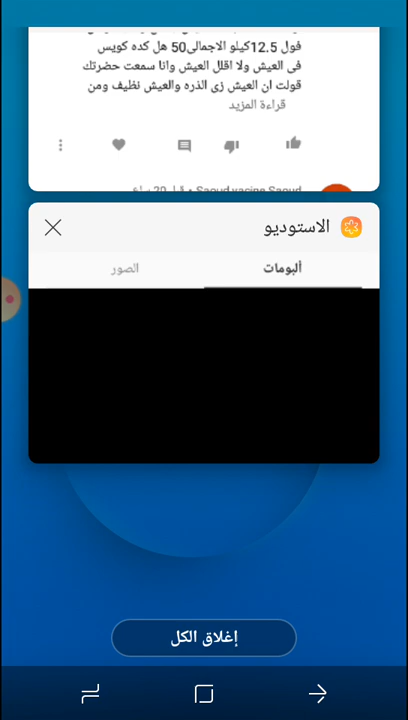 فول 12.5كيلو الاجمالى50 هل كده كويس
فى العيش ولا اقلل العيش وانا سمعت حضرتك
قولت ان العيش زى الذره والعيش نظيف ومن
قراءة المزيد
الاستوديو
ألبومات
الصور
إغلاق الكل